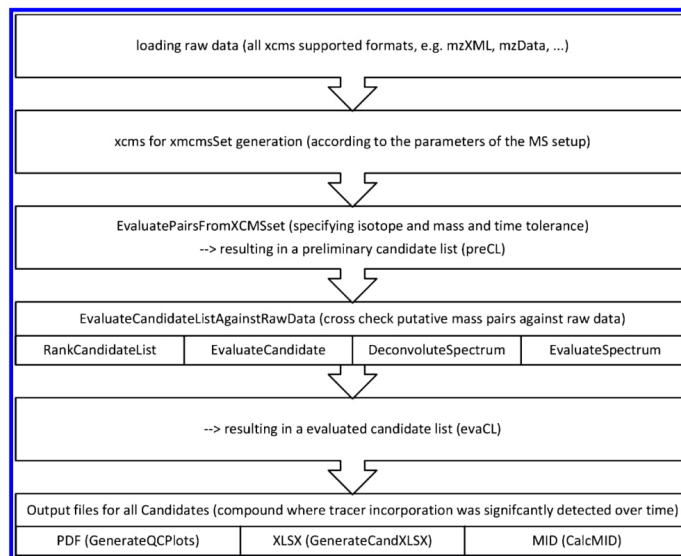 loading raw data (all xcms supported formats, e.g. mzXML, mzData, ...)
xcms for xmcmsSet generation (according to the parameters of the MS setup)
EvaluatePairsFromXCMSset (specifying isotope and mass and time tolerance)
--> resulting in a preliminary candidate list (preCL)
EvaluateCandidateListAgainstRawData (cross check putative mass pairs against raw data)
RankCandidateList EvaluateCandidate DeconvoluteSpectrum EvaluateSpectrum
--> resulting in a evaluated candidate list (evaCL)
Output files for all Candidates (compound where tracer incorporation was signifcantly detected over time)
PDF (GenerateQCPlots) XLSX (GenerateCandXLSX) MID (CalcMID)